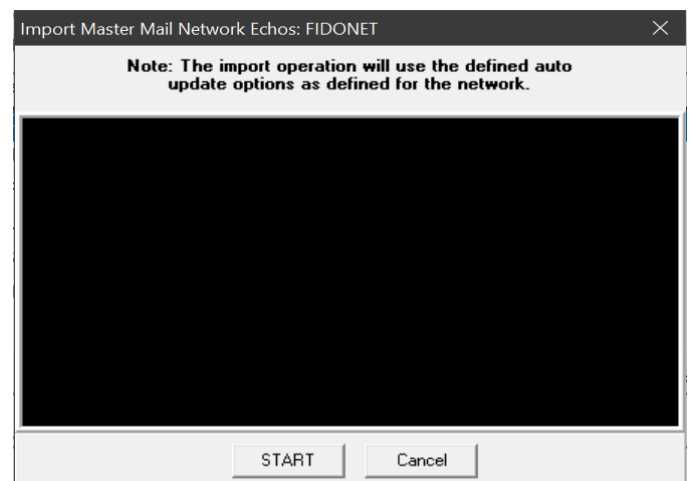 Import Master Mail Network Echos: FIDONET
Note: The import operation will use the defined auto
update options as defined for the network.
START
Cancel